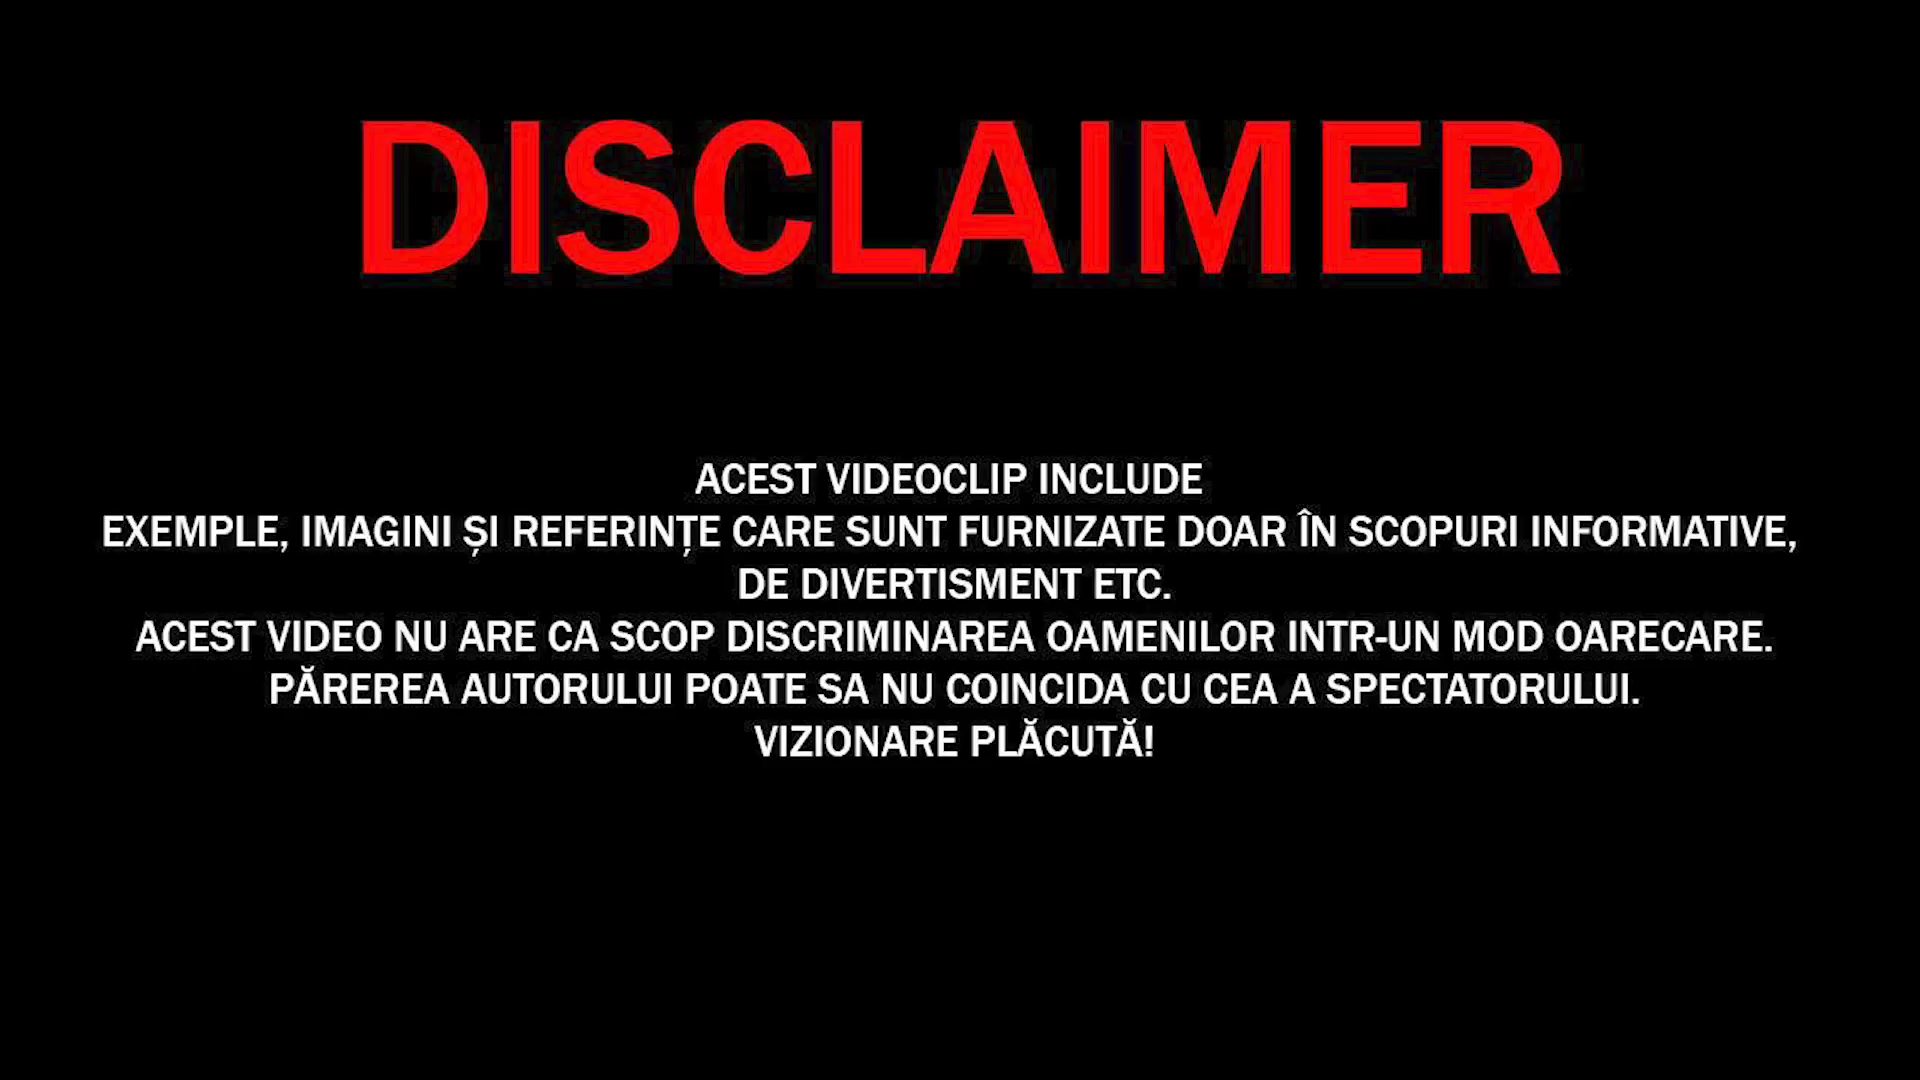 DISCLAIMER
ACEST VIDEOCLIP INCLUDE
EXEMPLE, IMAGINI ȘI REFERINȚE CARE SUNT FURNIZATE DOAR ÎN SCOPURI INFORMATIVE,
DE DIVERTISMENT ETC.
ACEST VIDEO NU ARE CA SCOP DISCRIMINAREA OAMENILOR INTR-UN MOD OARECARE.
PĂREREA AUTORULUI POATE SA NU COINCIDA CU CEA A SPECTATORULUI.
VIZIONARE PLĂCUTĂ!